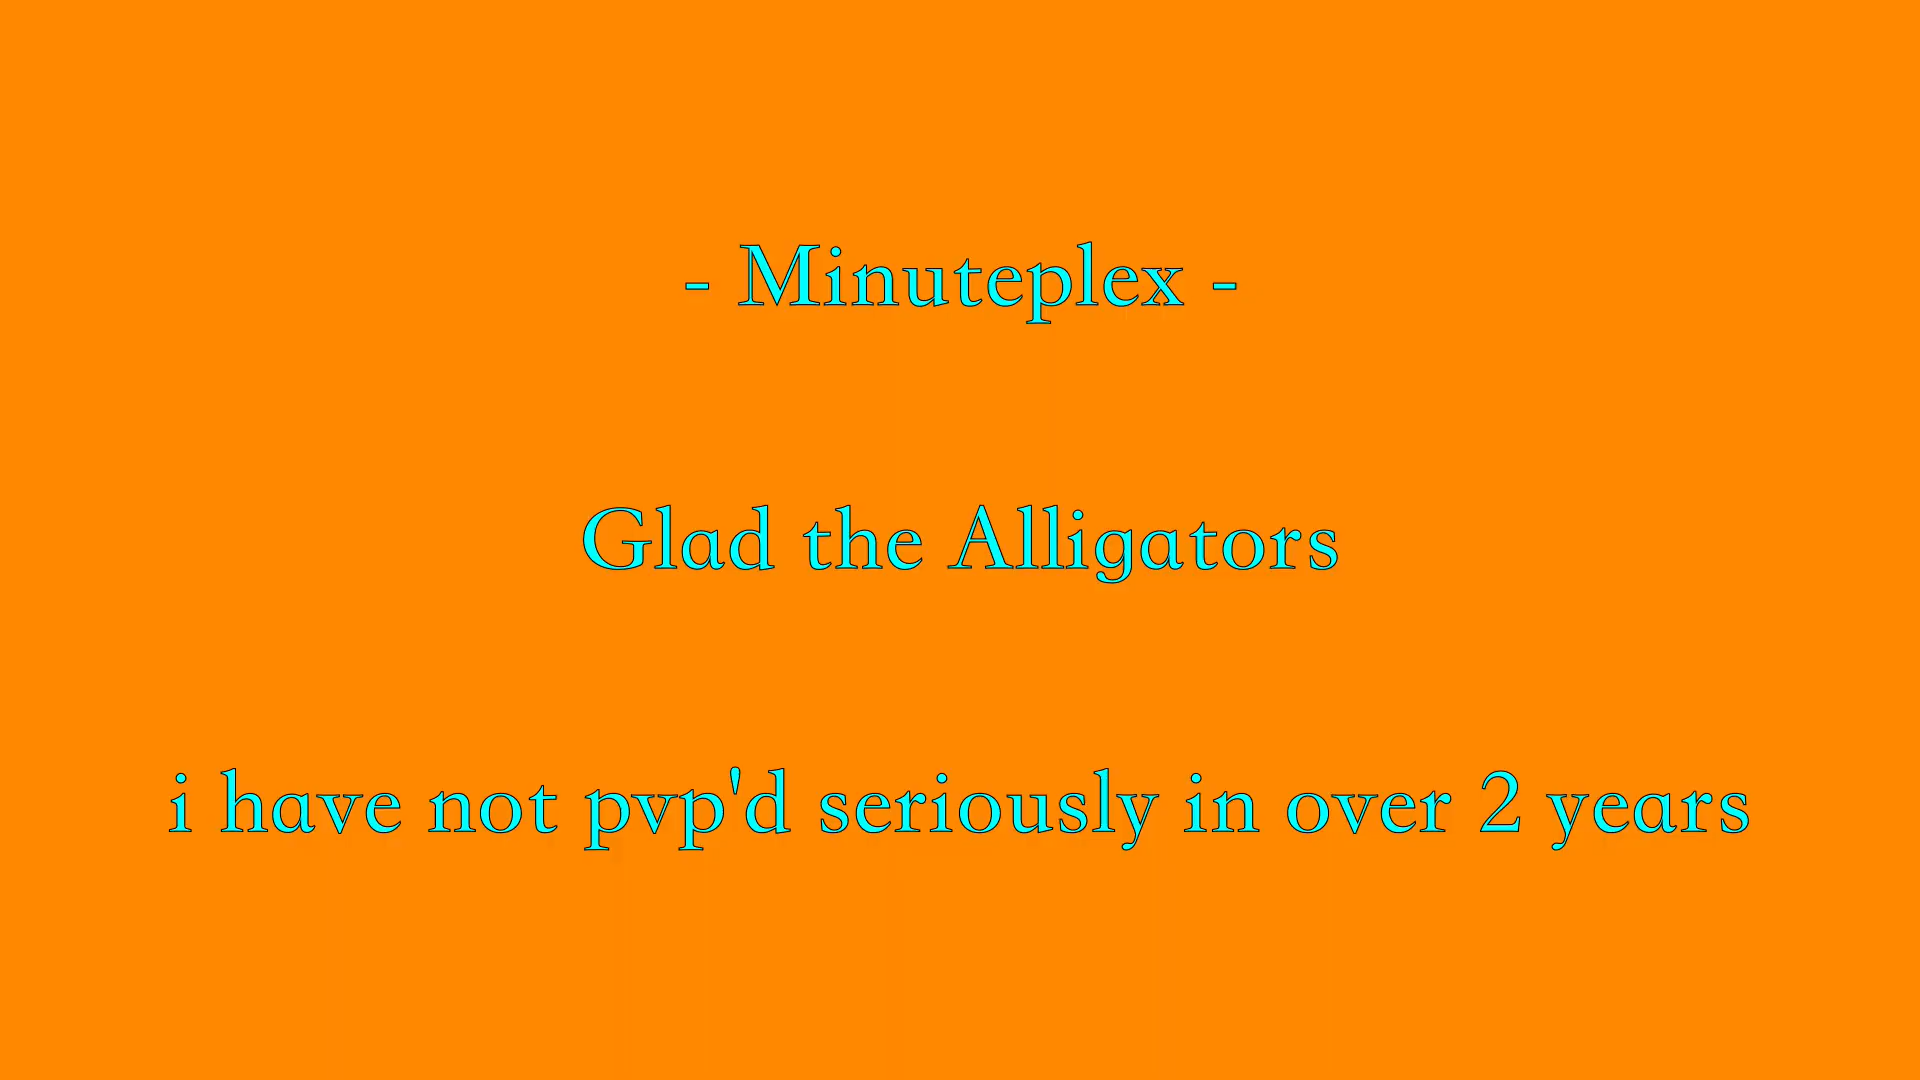 - Minuteplex -
Glad the Alligators
i have not pvp'd seriously in over 2 years